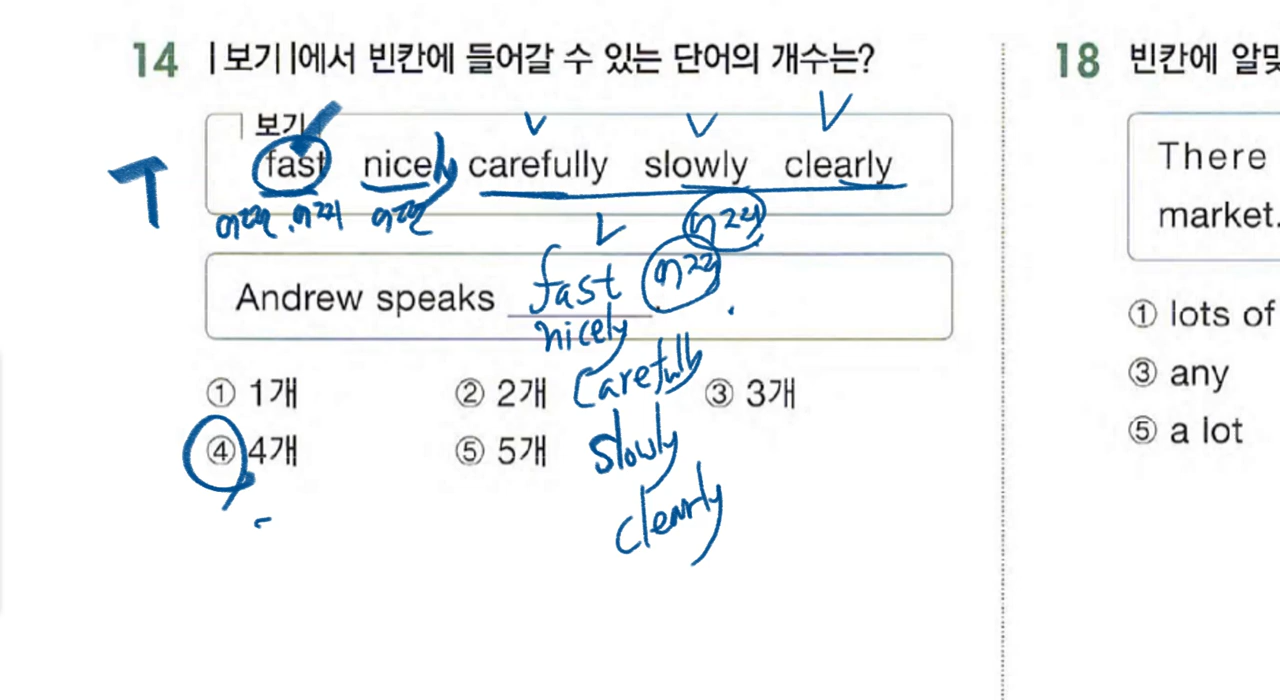 14 |보기|에서 빈칸에 들어갈 수 있는 단어의 개수는?
보기
fast nicely carefully slowly clearly
Andrew speaks fast
nicely
carefully
slowly
clearly
① 1개 ② 2개 ③ 3개
④ 4개 ⑤ 5개
18 빈칸에 알맞
There
market.
① lots of
③ any
⑤ a lot